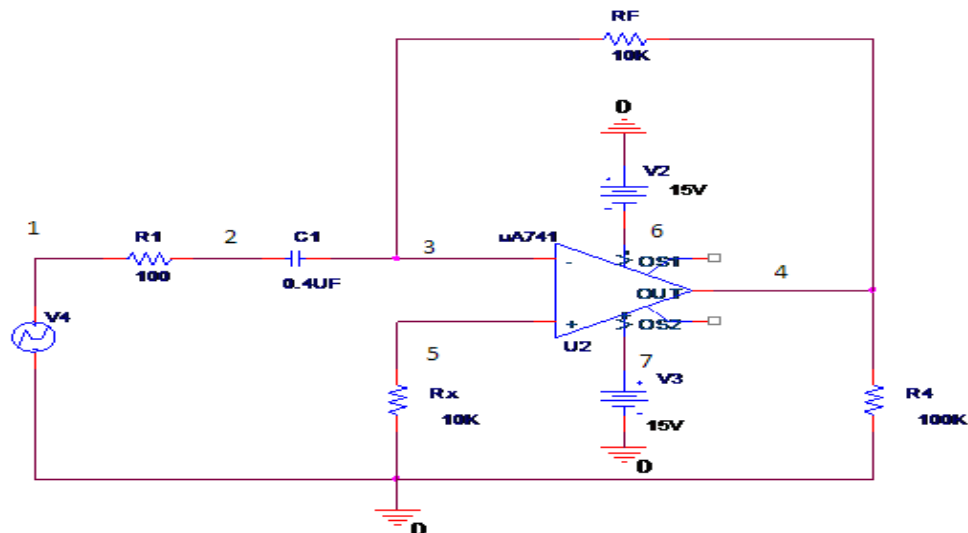 RF
10K
0
V2
15V
1
R1
100
2
C1
0.4UF
3
uA741
6
OS1
4
-
OUT
V4
+
OS2
U2
5
7
V3
Rx
10K
15V
R4
100K
0
0